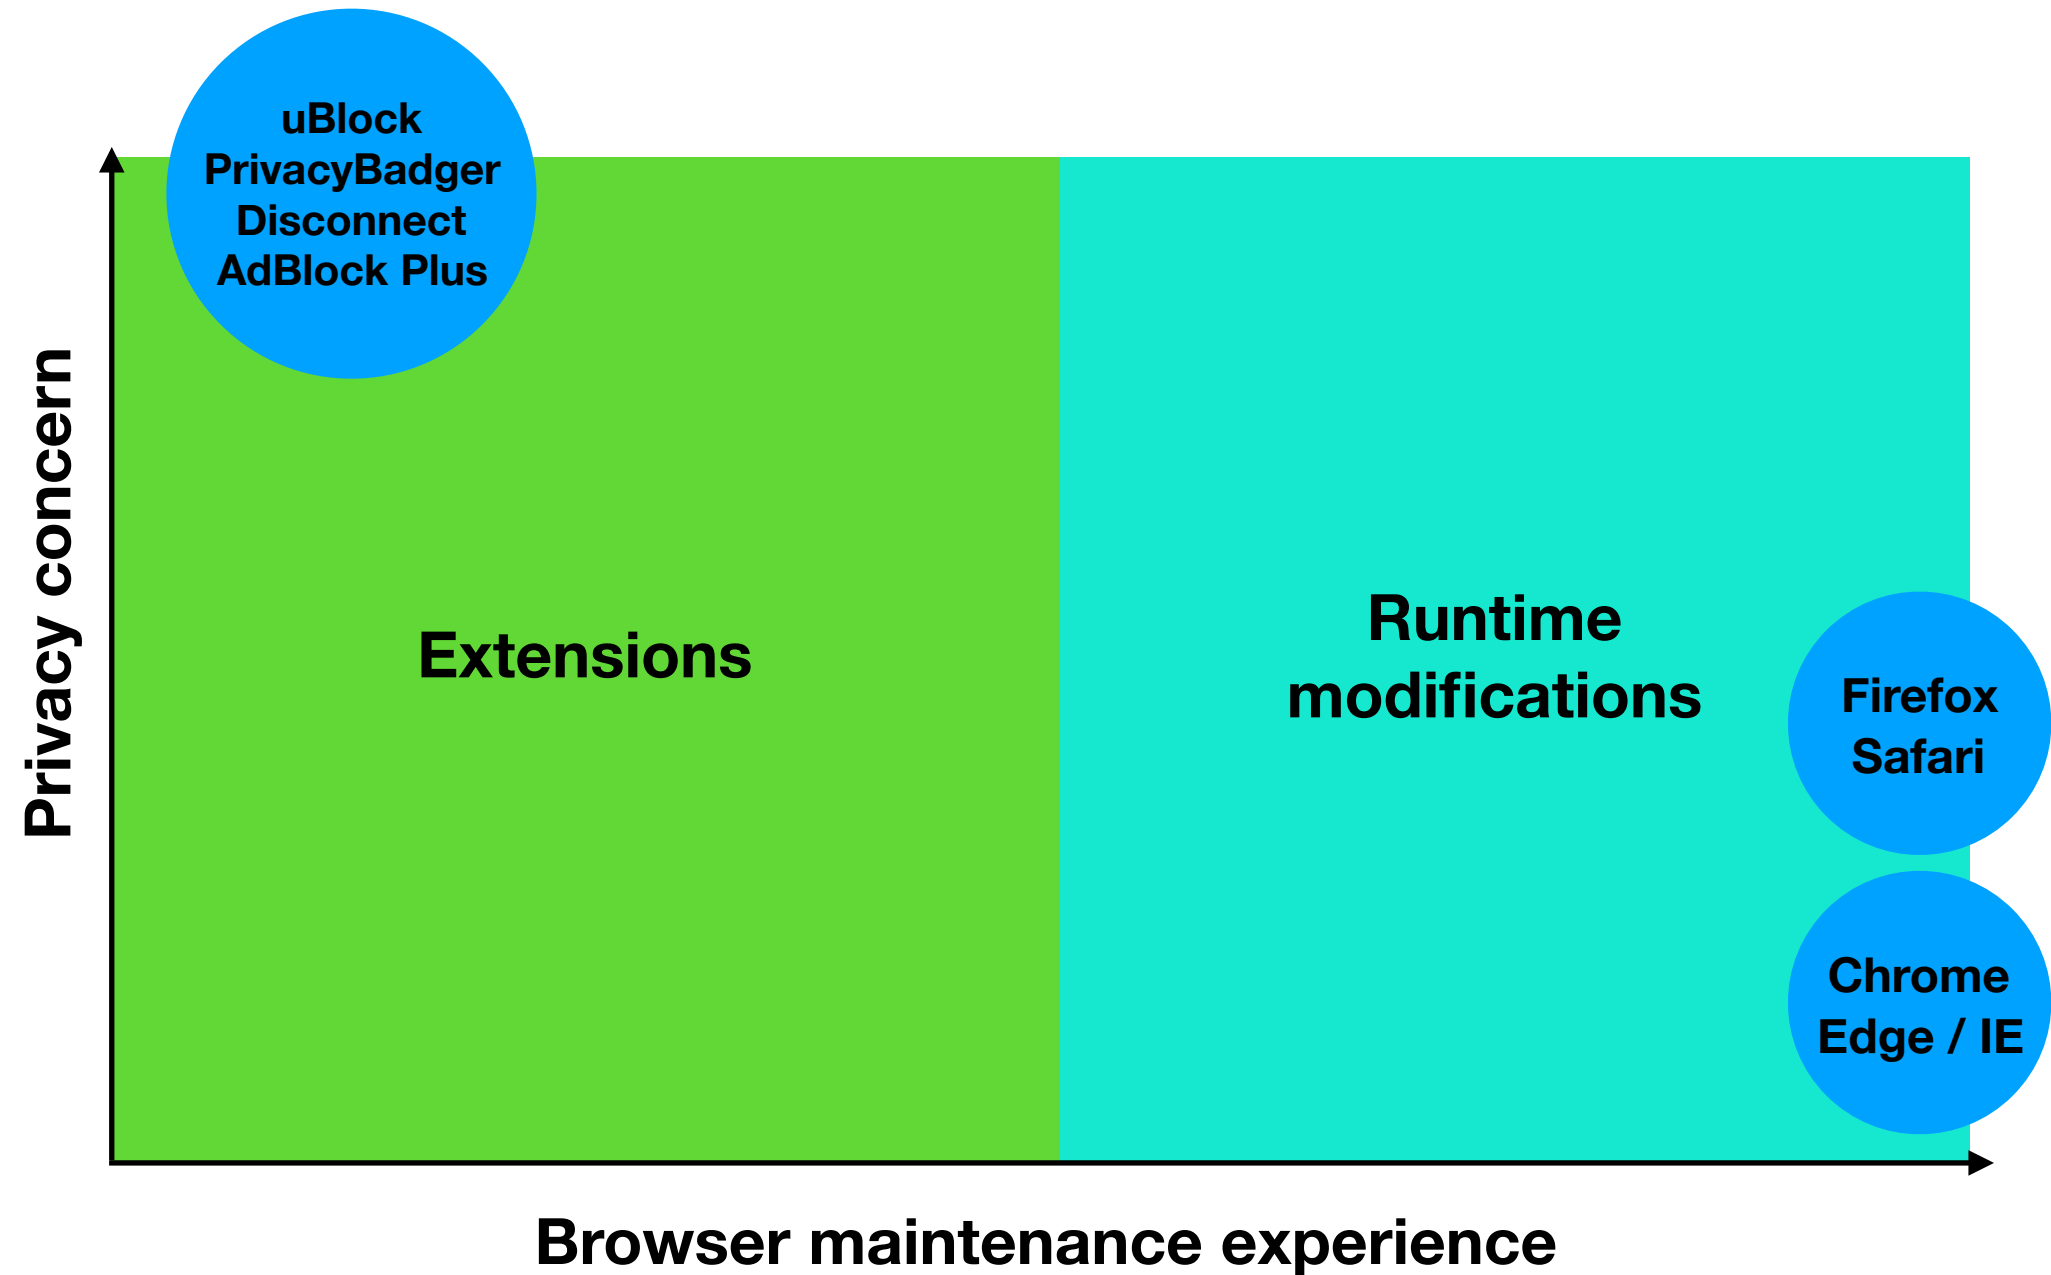 uBlock
PrivacyBadger
Disconnect
AdBlock Plus
Privacy concern
Extensions
Runtime
modifications
Firefox
Safari
Chrome
Edge / IE
Browser maintenance experience